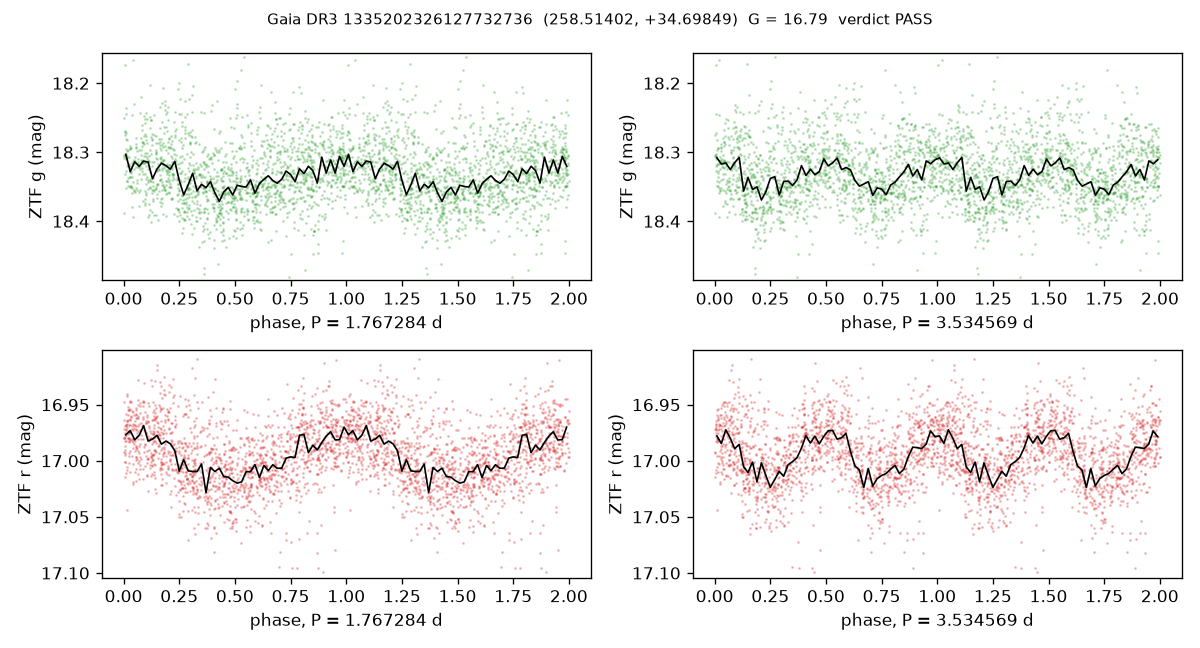 Gaia DR3 1335202326127732736 (258.51402, +34.69849) G = 16.79 verdict PASS
ZTF g (mag)
18.2
18.3
18.4
0.00 0.25 0.50 0.75 1.00 1.25 1.50 1.75 2.00
phase, P = 1.767284 d
ZTF g (mag)
18.2
18.3
18.4
0.00 0.25 0.50 0.75 1.00 1.25 1.50 1.75 2.00
phase, P = 3.534569 d
ZTF r (mag)
16.95
17.00
17.05
17.10
0.00 0.25 0.50 0.75 1.00 1.25 1.50 1.75 2.00
phase, P = 1.767284 d
ZTF r (mag)
16.95
17.00
17.05
17.10
0.00 0.25 0.50 0.75 1.00 1.25 1.50 1.75 2.00
phase, P = 3.534569 d